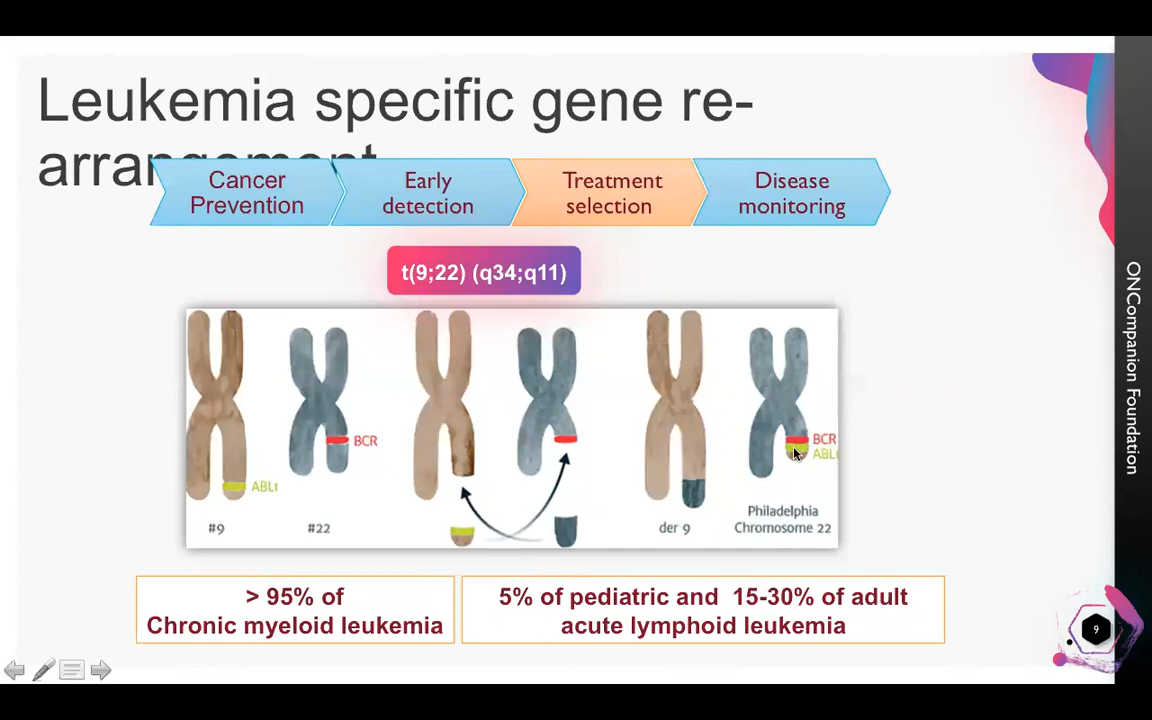 Leukemia specific gene re-
arrangement
Cancer
Prevention
Early
detection
Treatment
selection
Disease
monitoring
t(9;22) (q34;q11)
BCR
ABL1
#9
#22
der 9
BCR
ABL
Philadelphia
Chromosome 22
> 95% of
Chronic myeloid leukemia
5% of pediatric and 15-30% of adult
acute lymphoid leukemia
ONCompanion Foundation
9